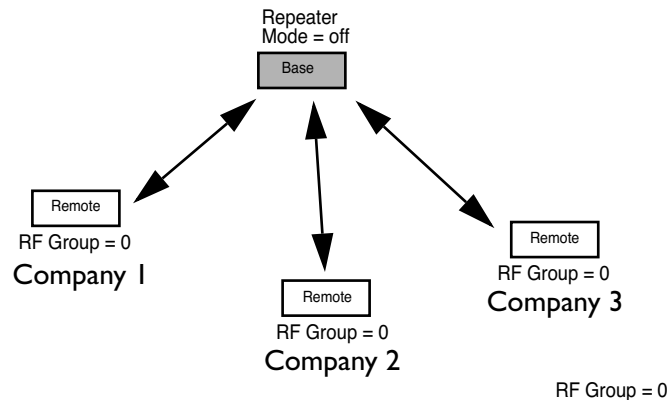 Repeater
Mode = off
Base
Remote
RF Group = 0
Company 1
Remote
RF Group = 0
Company 2
Remote
RF Group = 0
Company 3
RF Group = 0